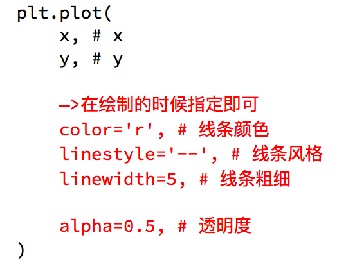 plt.plot(
x, # x
y, # y
—>在绘制的时候指定即可
color='r', # 线条颜色
linestyle='--', # 线条风格
linewidth=5, # 线条粗细
alpha=0.5, # 透明度
)